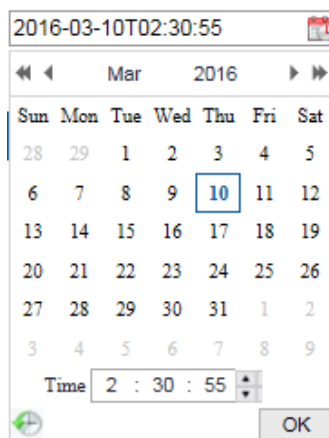 2016-03-10T02:30:55
Mar 2016
Sun Mon Tue Wed Thu Fri Sat
28 29 1 2 3 4 5
6 7 8 9 10 11 12
13 14 15 16 17 18 19
20 21 22 23 24 25 26
27 28 29 30 31 1 2
3 4 5 6 7 8 9
Time 2 : 30 : 55
OK